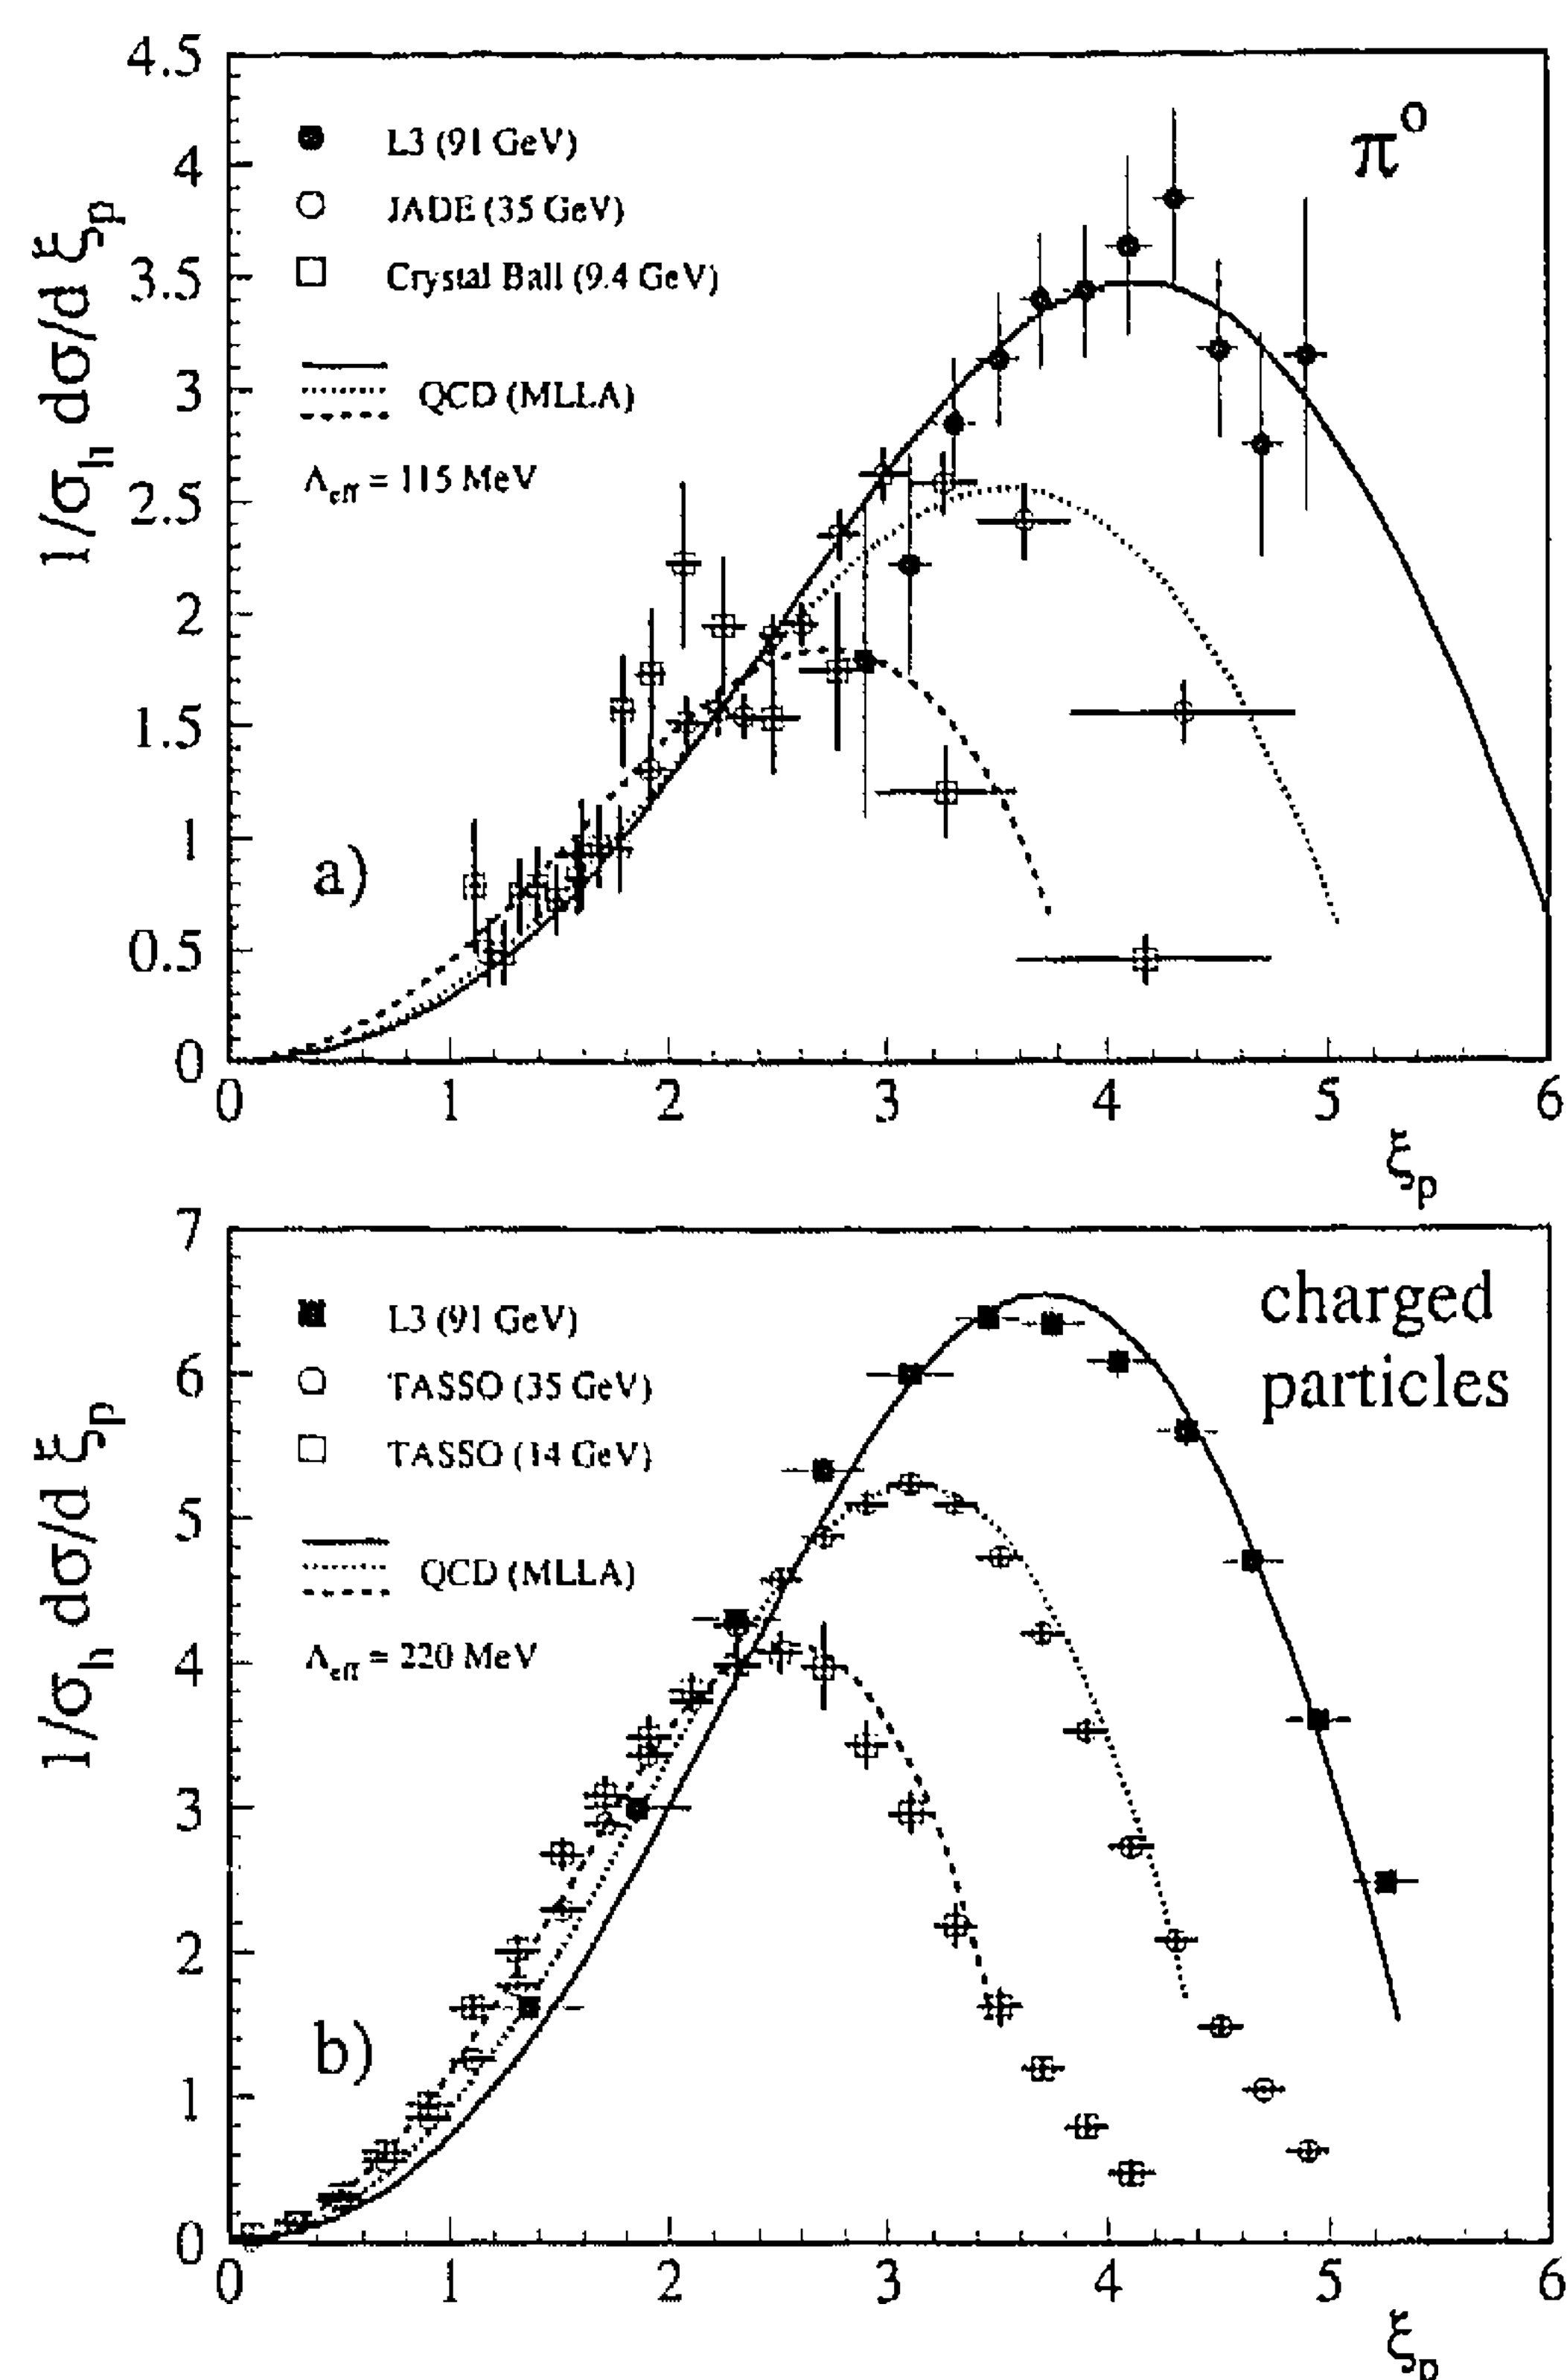 4.5
4
3.5
3
2.5
2
1.5
1
0.5
0
1/σh dσ/d ξp
L3 (91 GeV)
JADE (35 GeV)
Crystal Ball (9.4 GeV)
QCD (MLLA)
Λeff = 115 MeV
π⁰
a)
0 1 2 3 4 5 6
ξp
7
6
5
4
3
2
1
0
1/σh dσ/d ξp
L3 (91 GeV)
TASSO (35 GeV)
TASSO (14 GeV)
QCD (MLLA)
Λeff = 220 MeV
charged
particles
b)
0 1 2 3 4 5 6
ξp